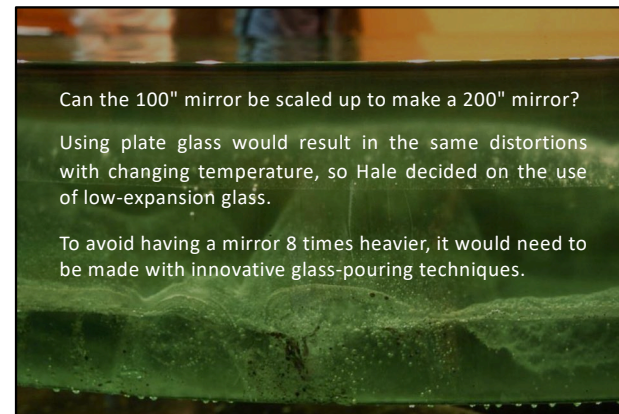 Can the 100" mirror be scaled up to make a 200" mirror?
Using plate glass would result in the same distortions
with changing temperature, so Hale decided on the use
of low-expansion glass.
To avoid having a mirror 8 times heavier, it would need to
be made with innovative glass-pouring techniques.